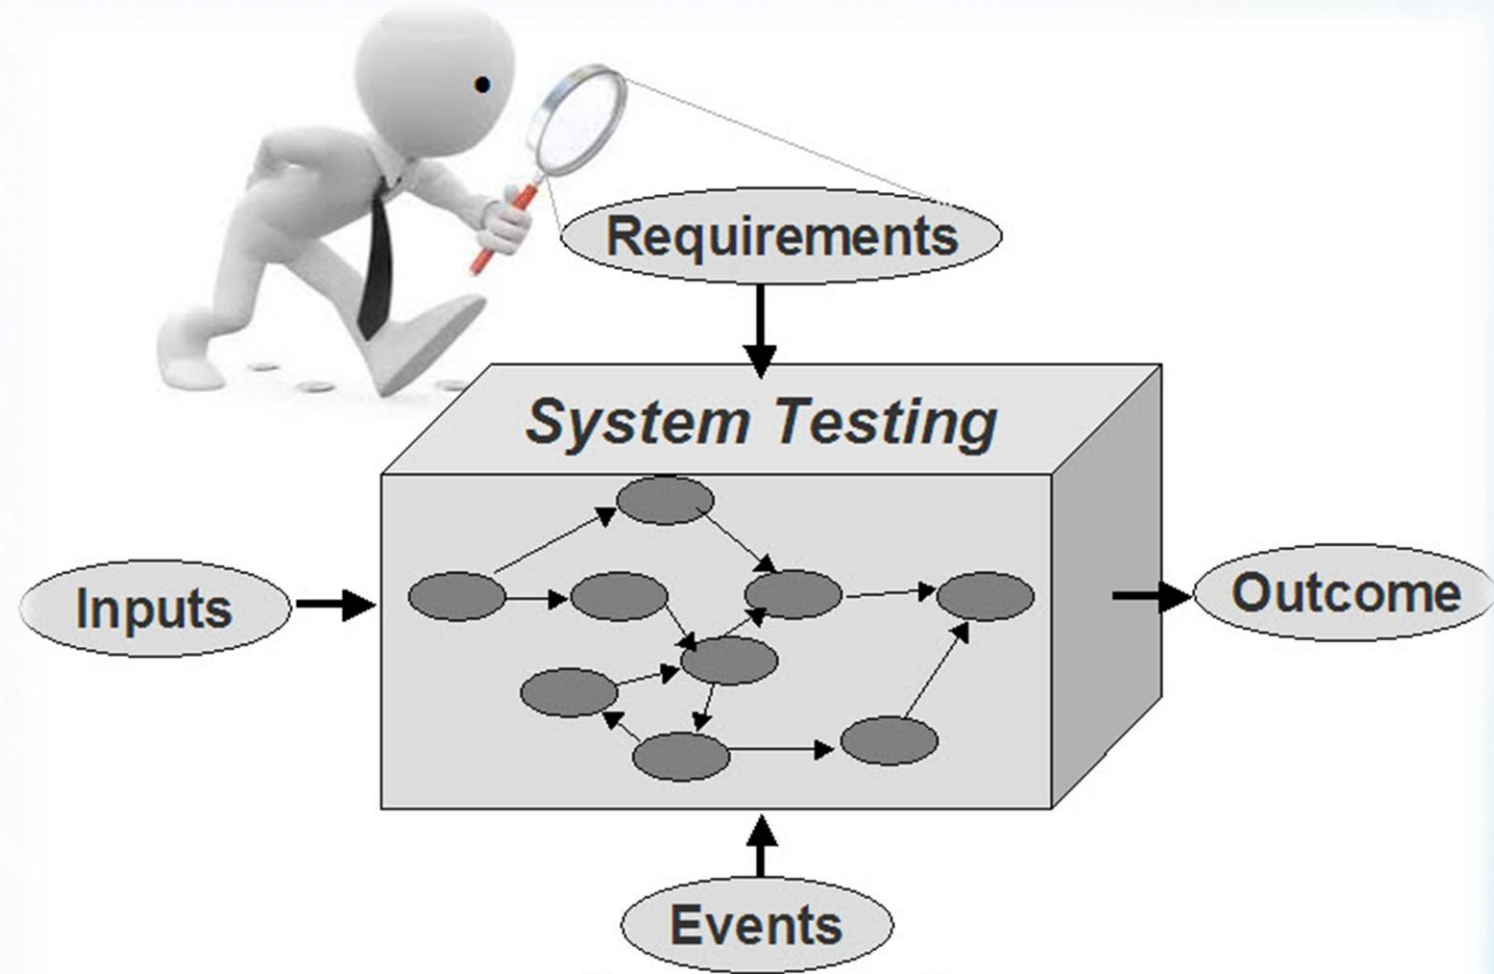 Requirements
System Testing
Inputs
Outcome
Events